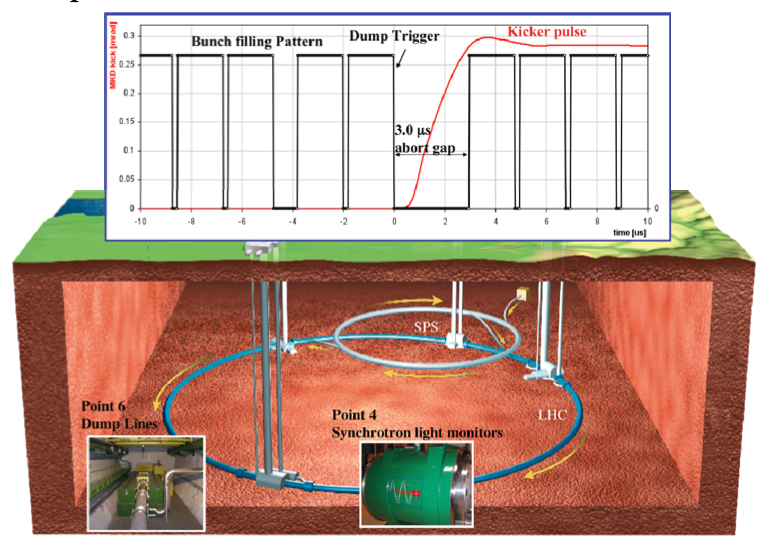 MKD kick [mrad]
0.3
0.25
0.2
0.15
0.1
0.05
0
Bunch filling Pattern
Dump Trigger
Kicker pulse
3.0 μs
abort gap
0
-10
-8
-6
-4
-2
0
2
4
6
8
10
time [us]
SPS
LHC
Point 6
Dump Lines
Point 4
Synchrotron light monitors